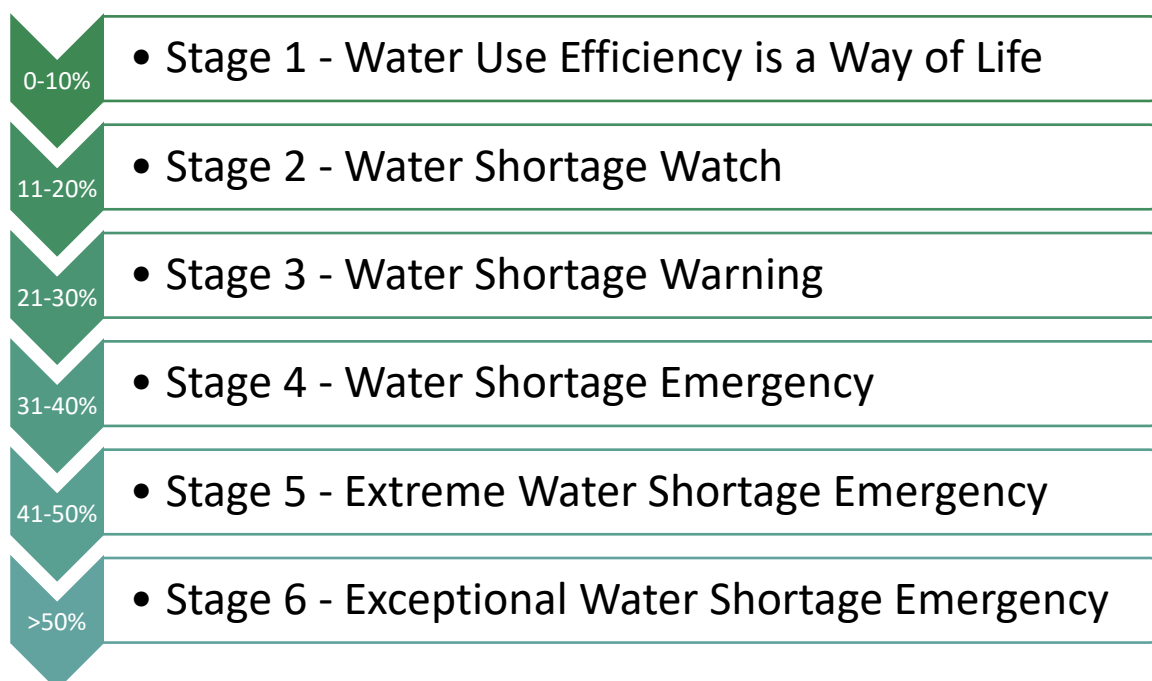 0-10%
• Stage 1 - Water Use Efficiency is a Way of Life
11-20%
• Stage 2 - Water Shortage Watch
21-30%
• Stage 3 - Water Shortage Warning
31-40%
• Stage 4 - Water Shortage Emergency
41-50%
• Stage 5 - Extreme Water Shortage Emergency
>50%
• Stage 6 - Exceptional Water Shortage Emergency